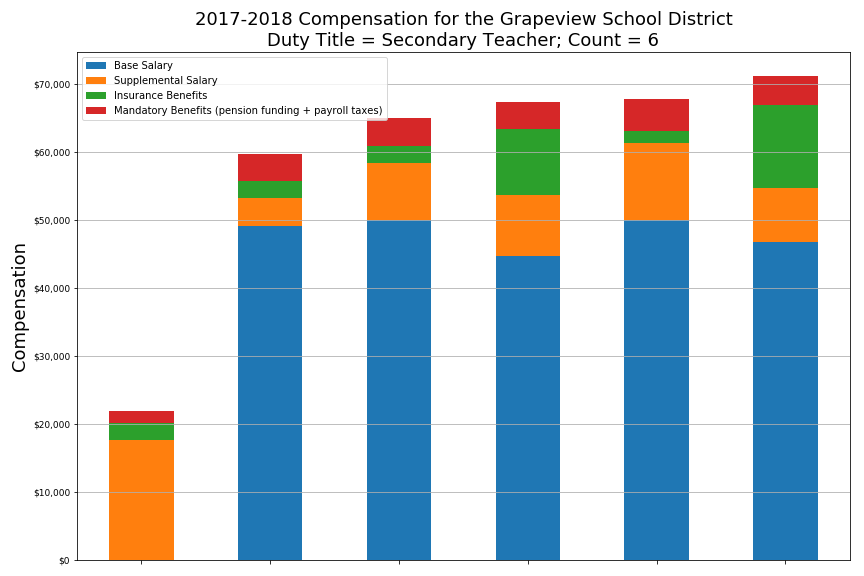 2017-2018 Compensation for the Grapeview School District
Duty Title = Secondary Teacher; Count = 6
Base Salary
Supplemental Salary
Insurance Benefits
Mandatory Benefits (pension funding + payroll taxes)
Compensation
$70,000
$60,000
$50,000
$40,000
$30,000
$20,000
$10,000
$0